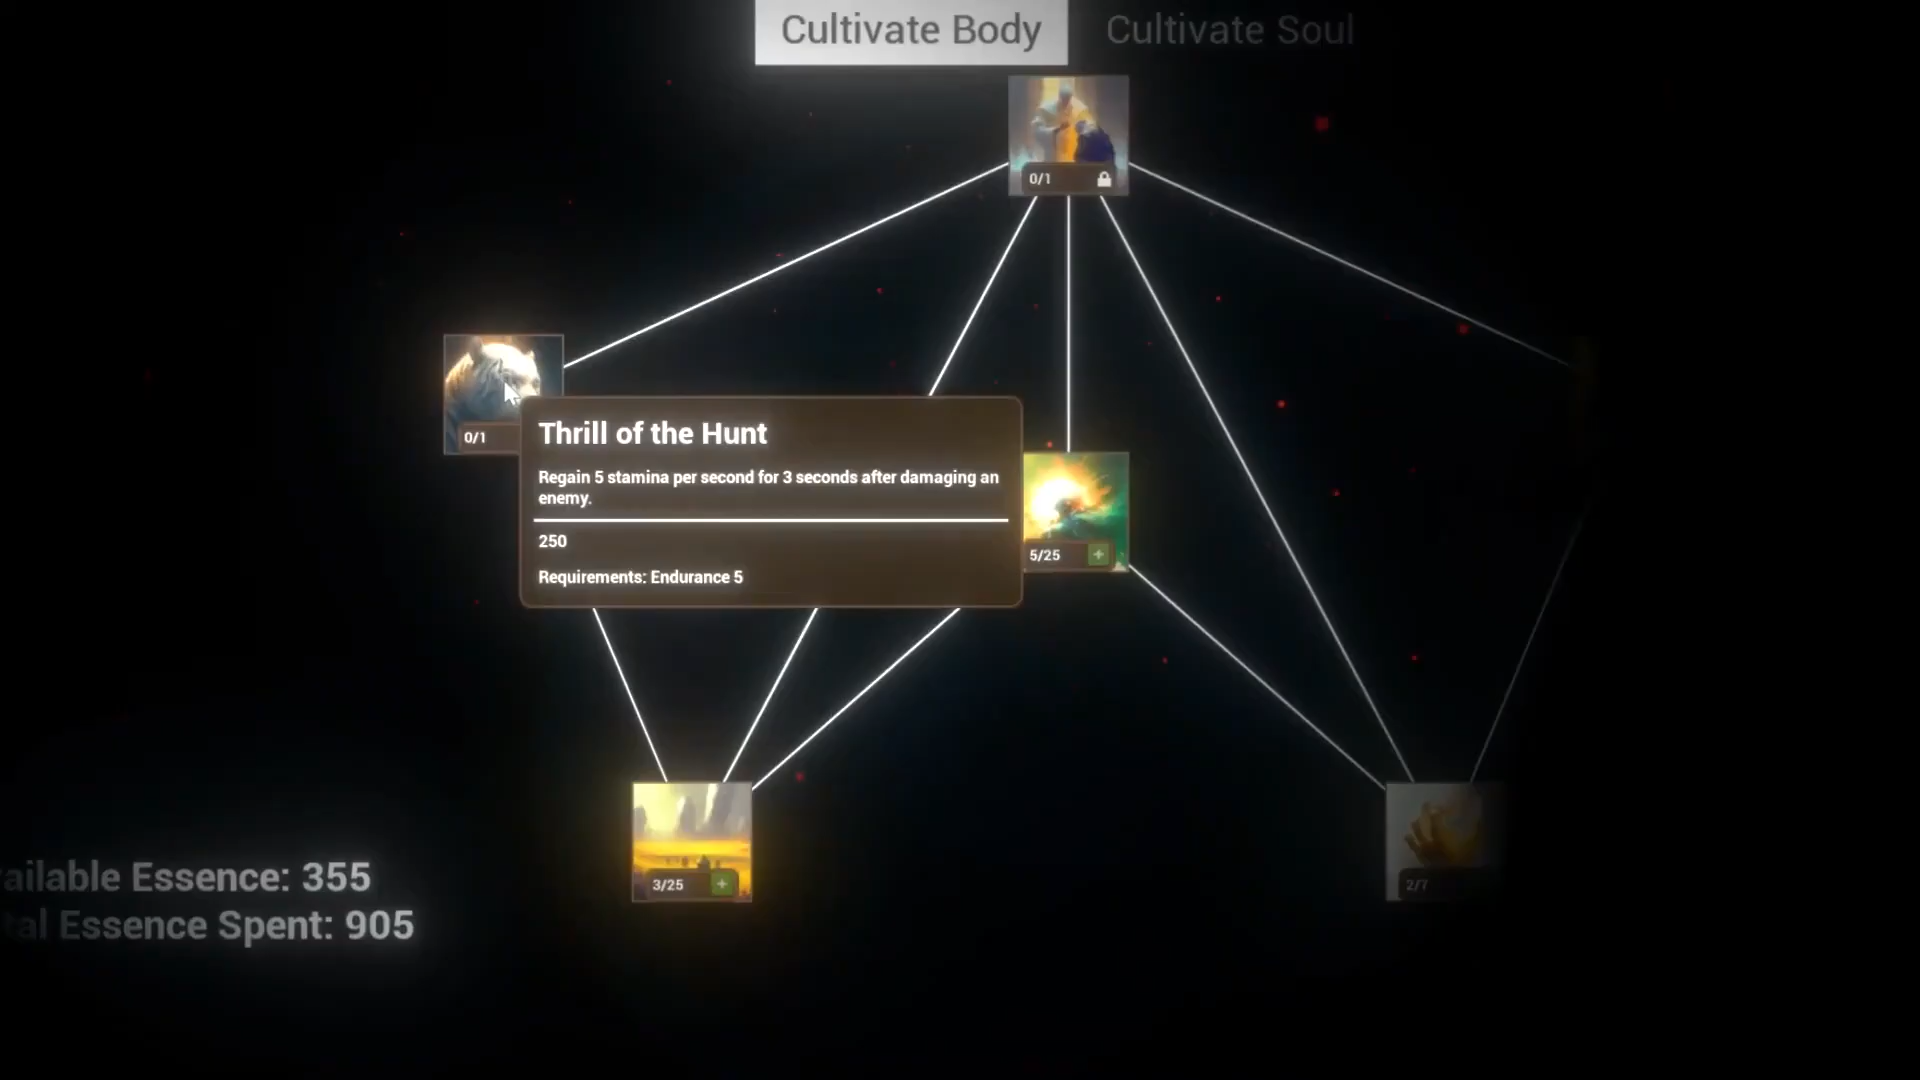 Cultivate Body
Cultivate Soul
0/1
0/1
Thrill of the Hunt
Regain 5 stamina per second for 3 seconds after damaging an
enemy.
250
Requirements: Endurance 5
5/25
3/25
2/7
ailable Essence: 355
tal Essence Spent: 905